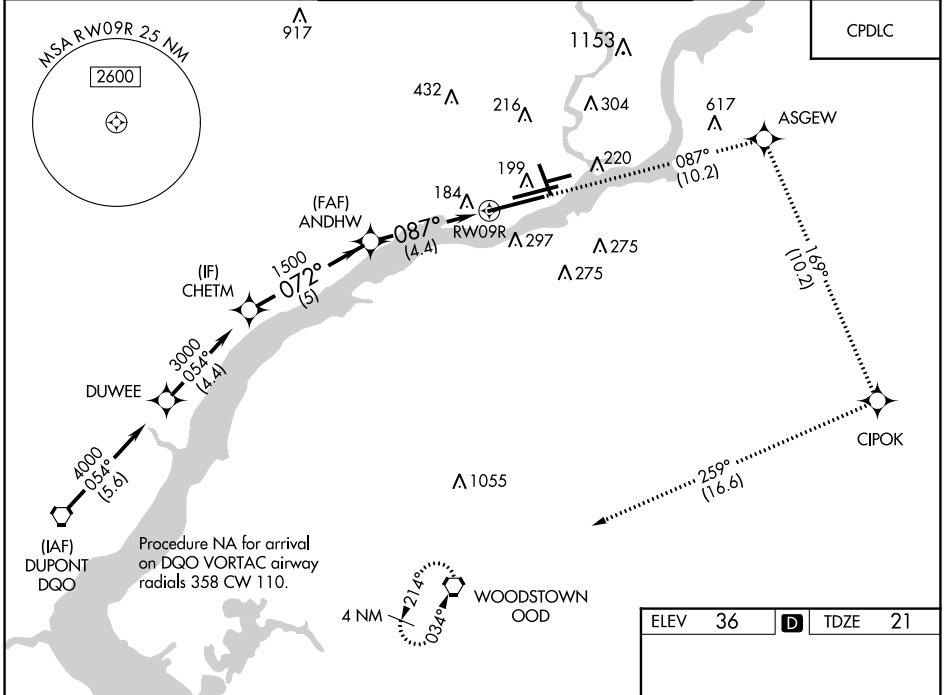 MSA RW09R 25 NM
2600
917
1153
CPDLC
432
216
304
617
ASGEW
199
220
087°
(10.2)
184
(FAF)
ANDHW
087°
(4.4)
RW09R
297
275
275
(IF)
CHETM
1500
072°
(5)
169°
(10.2)
3000
054°
(4.4)
DUWEE
CIPOK
4000
054°
(5.6)
259°
(16.6)
1055
(IAF)
DUPONT
DQO
Procedure NA for arrival
on DQO VORTAC airway
radials 358 CW 110.
4 NM
214°
034°
WOODSTOWN
OOD
ELEV 36 D TDZE 21